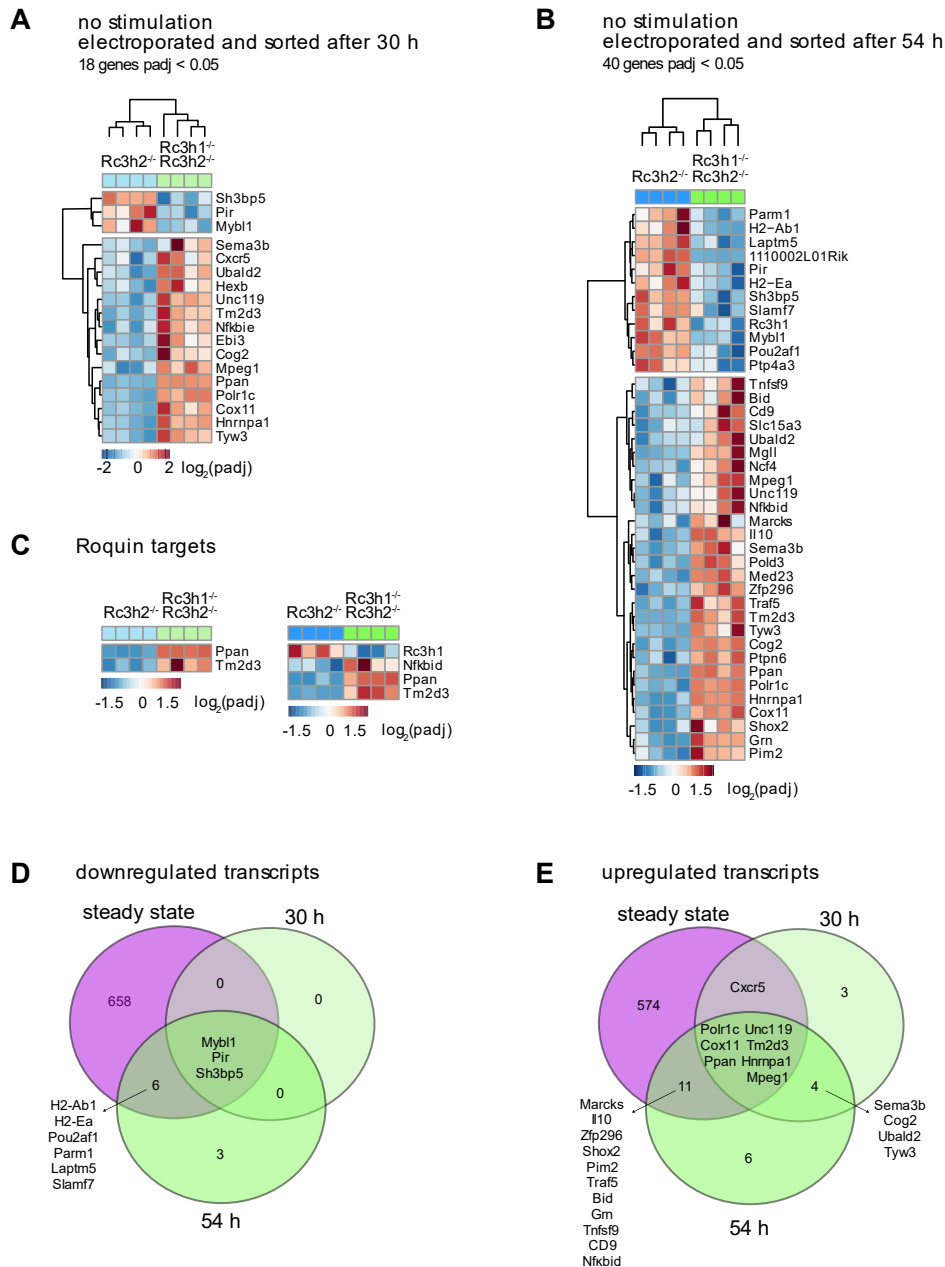 A
no stimulation
electroporated and sorted after 30 h
18 genes padj < 0.05
Rc3h2-/-
Rc3h1-/-
Rc3h2-/-
Sh3bp5
Pir
Mybl1
Sema3b
Cxcr5
Ubald2
Hexb
Unc119
Tm2d3
Nfkbie
Ebi3
Cog2
Mpeg1
Ppan
Polr1c
Cox11
Hnrnpa1
Tyw3
-2 0 2 log2(padj)
B
no stimulation
electroporated and sorted after 54 h
40 genes padj < 0.05
Rc3h2-/-
Rc3h1-/-
Rc3h2-/-
Parm1
H2-Ab1
Laptm5
1110002L01Rik
Pir
H2-Ea
Sh3bp5
Slamf7
Rc3h1
Mybl1
Pou2af1
Ptp4a3
Tnfsf9
Bid
Cd9
Slc15a3
Ubald2
Mgll
Ncf4
Mpeg1
Unc119
Nfkbid
Marcks
Il10
Sema3b
Pold3
Med23
Zfp296
Traf5
Tm2d3
Tyw3
Cog2
Ptpn6
Ppan
Polr1c
Hnrnpa1
Cox11
Shox2
Grn
Pim2
-1.5 0 1.5 log2(padj)
C
Roquin targets
Rc3h2-/-
Rc3h1-/-
Rc3h2-/-
Ppan
Tm2d3
-1.5 0 1.5 log2(padj)
Rc3h2-/-
Rc3h1-/-
Rc3h2-/-
Rc3h1
Nfkbid
Ppan
Tm2d3
-1.5 0 1.5 log2(padj)
D
downregulated transcripts
steady state
30 h
658
0
0
Mybl1
Pir
Sh3bp5
6
0
H2-Ab1
H2-Ea
Pou2af1
Parm1
Laptm5
Slamf7
3
54 h
E
upregulated transcripts
steady state
30 h
574
Cxcr5
3
Polr1c Unc119
Cox11 Tm2d3
Ppan Hnrnpa1
Mpeg1
11
4
Marcks
Il10
Zfp296
Shox2
Pim2
Traf5
Bid
Grn
Tnfsf9
CD9
Nfkbid
Sema3b
Cog2
Ubald2
Tyw3
6
54 h